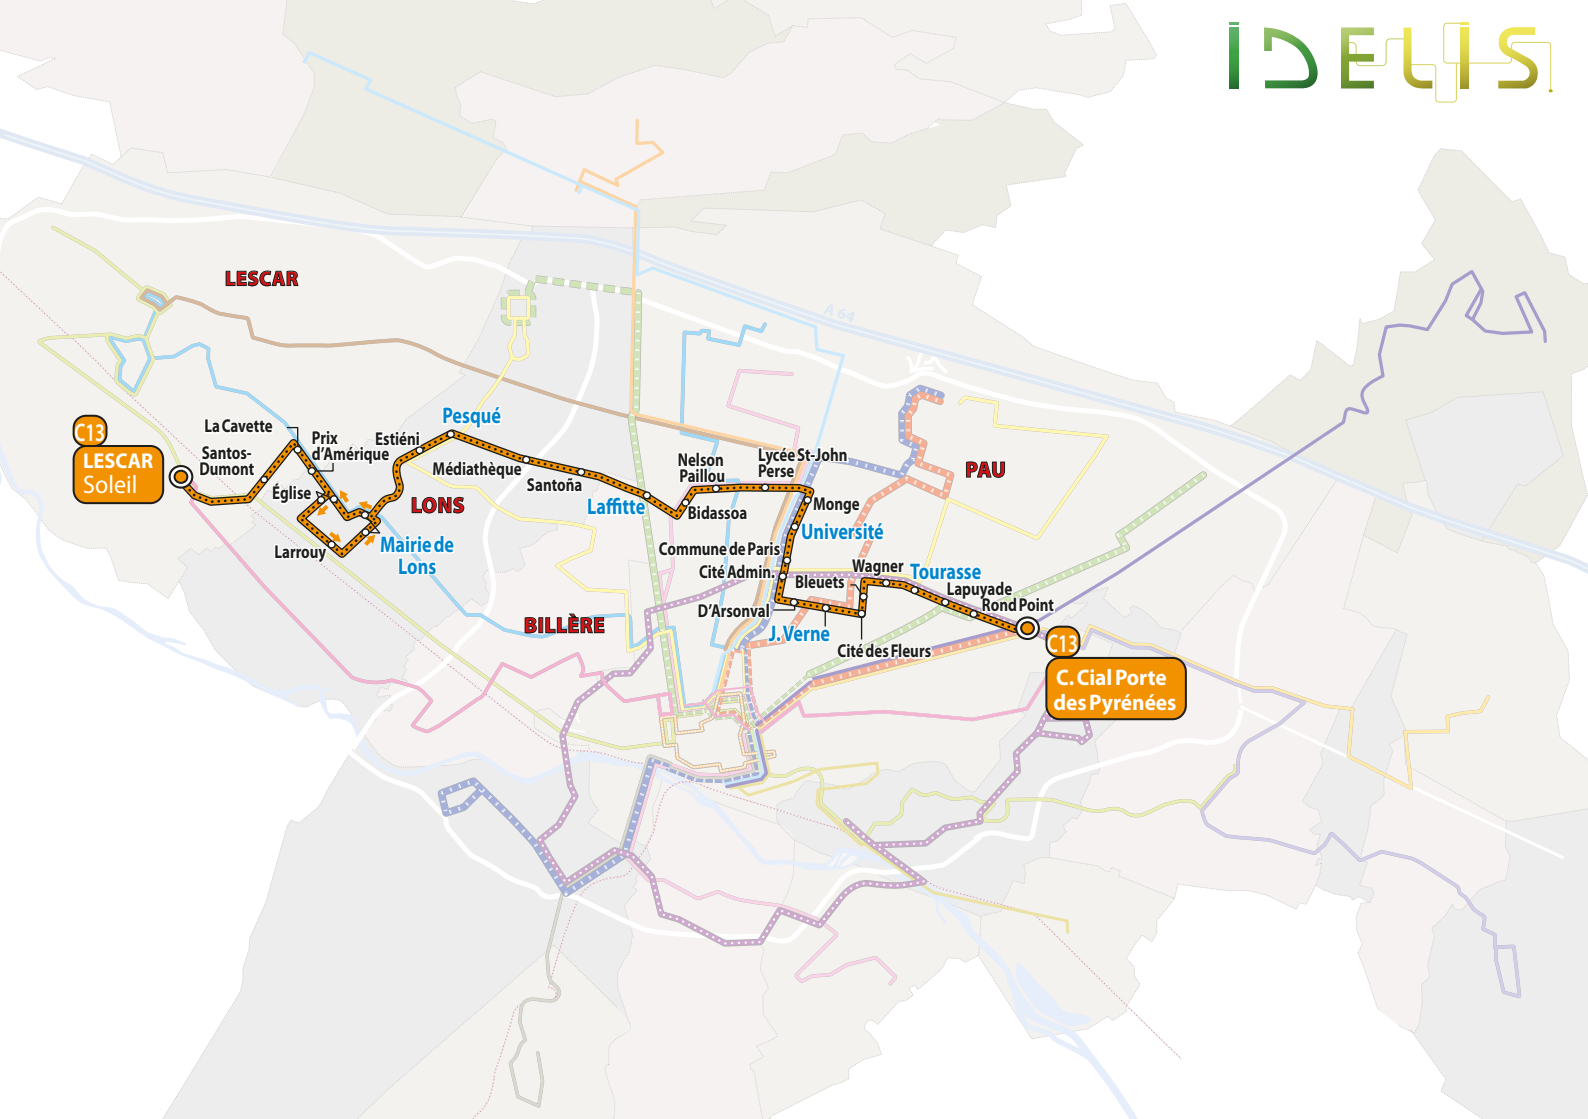 IDELIS
A 64
LESCAR
C13
LESCAR
Soleil
La Cavette
Santos-
Dumont
Prix
d'Amérique
Estiéni
Pesqué
Église
LONS
Larrouy
Mairie de
Lons
Médiathèque
Santoña
Laffitte
Nelson
Paillou
Bidassoa
Lycée St-John
Perse
PAU
Monge
Université
Commune de Paris
Cité Admin.
Bleuets
Wagner
Tourasse
Lapuyade
Rond Point
D'Arsonval
J. Verne
Cité des Fleurs
BILLÈRE
C13
C. Cial Porte
des Pyrénées